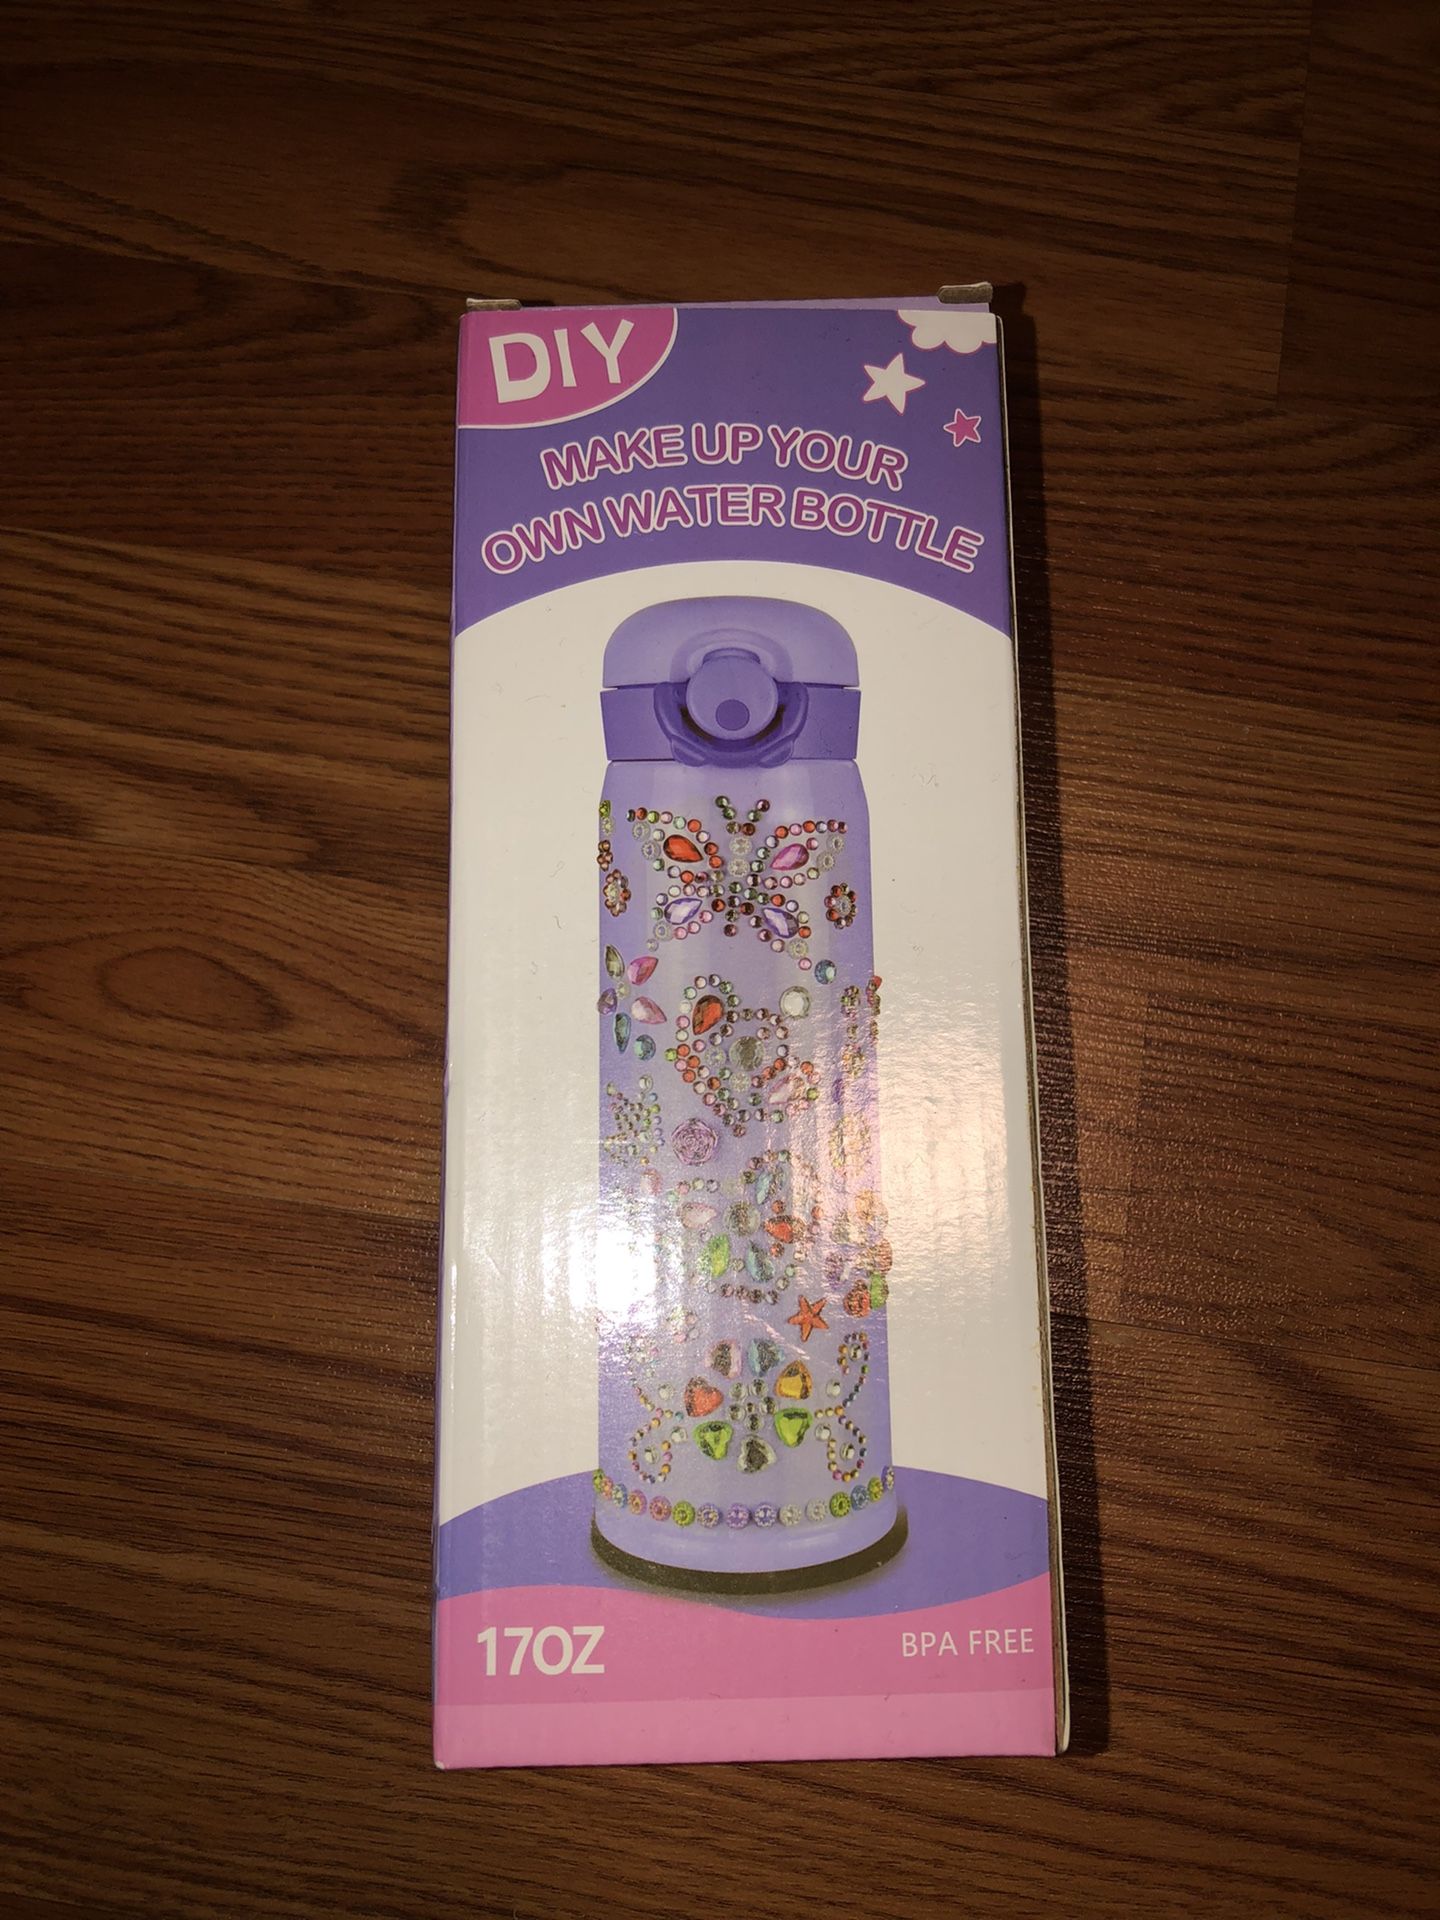 DIY
MAKE UP YOUR
OWN WATER BOTTLE
17OZ
BPA FREE